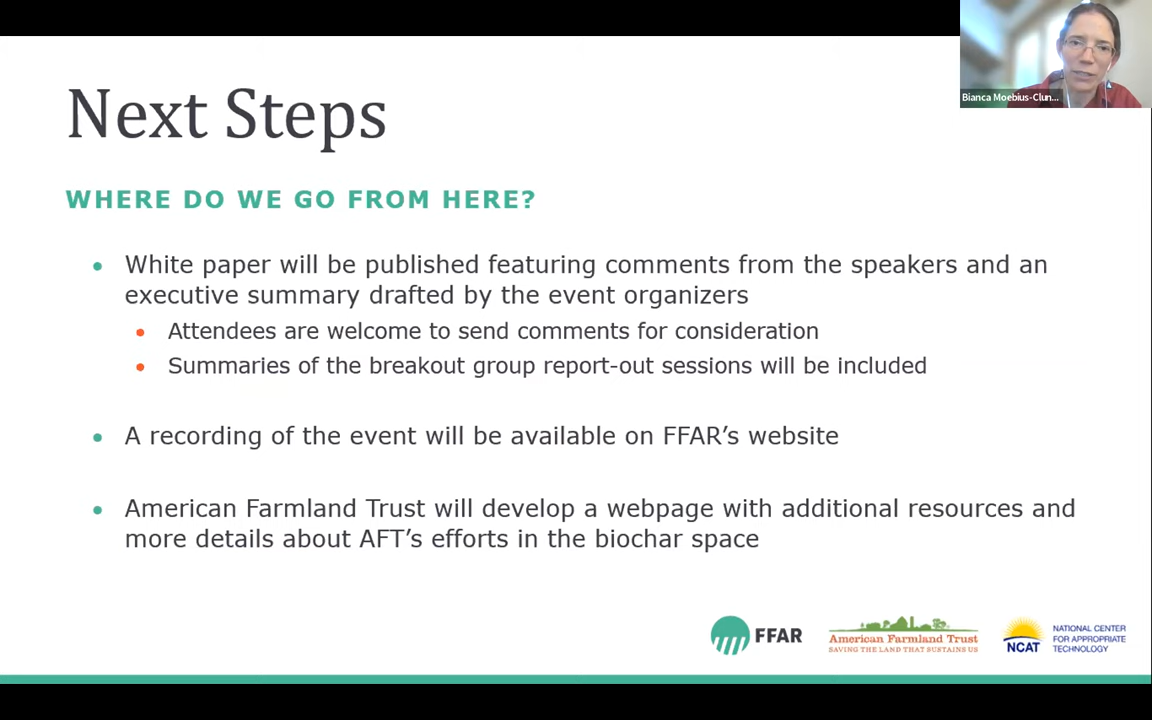 Next Steps
Bianca Moebius-Clun...
WHERE DO WE GO FROM HERE?
• White paper will be published featuring comments from the speakers and an
executive summary drafted by the event organizers
• Attendees are welcome to send comments for consideration
• Summaries of the breakout group report-out sessions will be included
• A recording of the event will be available on FFAR’s website
• American Farmland Trust will develop a webpage with additional resources and
more details about AFT’s efforts in the biochar space
FFAR
American Farmland Trust
SAVING THE LAND THAT SUSTAINS US
NCAT
NATIONAL CENTER
FOR APPROPRIATE
TECHNOLOGY